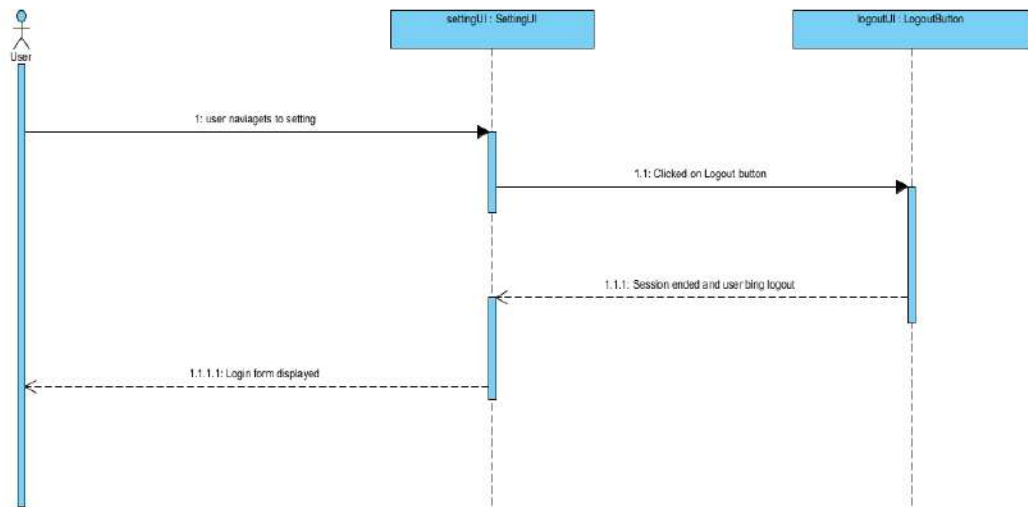 settingUI : SettingUI
logoutUI : LogoutButton
User
1: user naviagets to setting
1.1: Clicked on Logout button
1.1.1: Session ended and user bing logout
1.1.1.1: Login form displayed